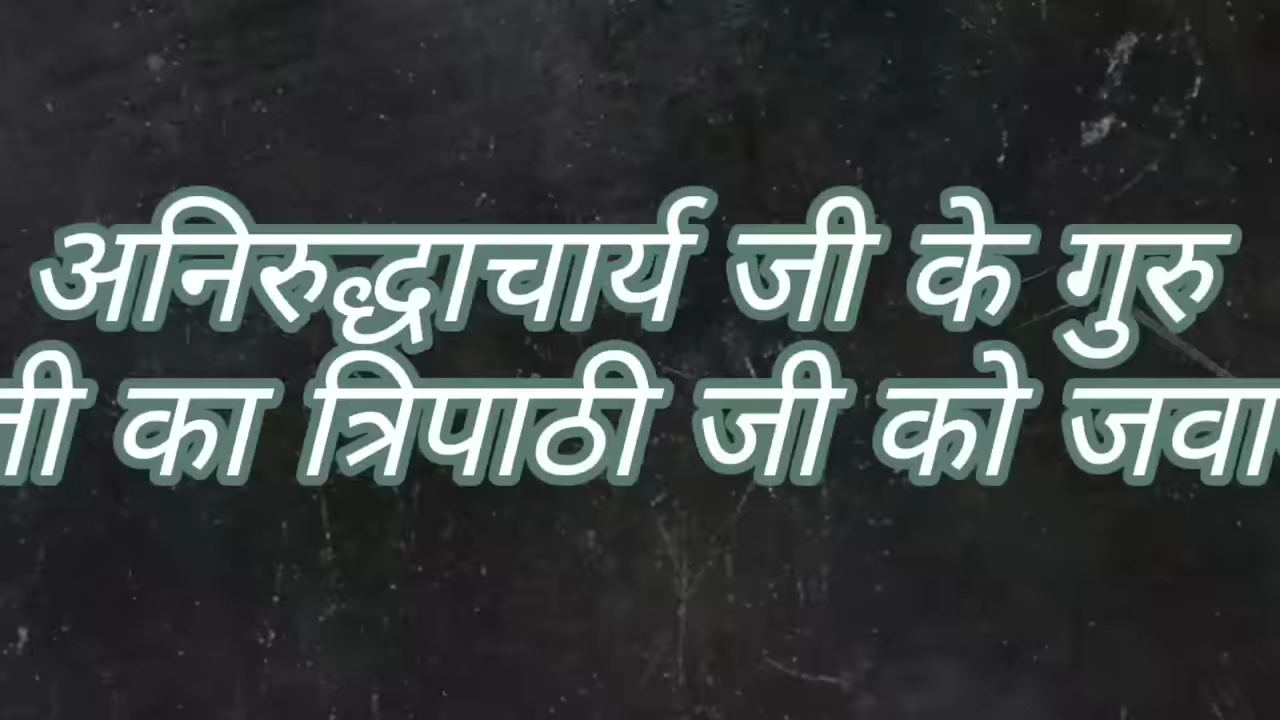 अनिरुद्धाचार्य जी के गुरु
का त्रिपाठी जी को